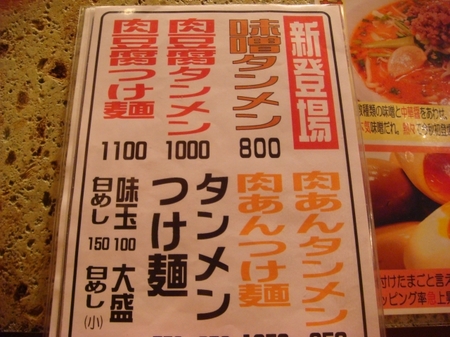 新登場
味噌タンメン
800
肉豆腐タンメン
1000
肉豆腐つけ麺
1100
肉あんタンメン
肉あんつけ麺
タンメン
つけ麺
味玉
100
大盛
白めし
150
白めし(小)